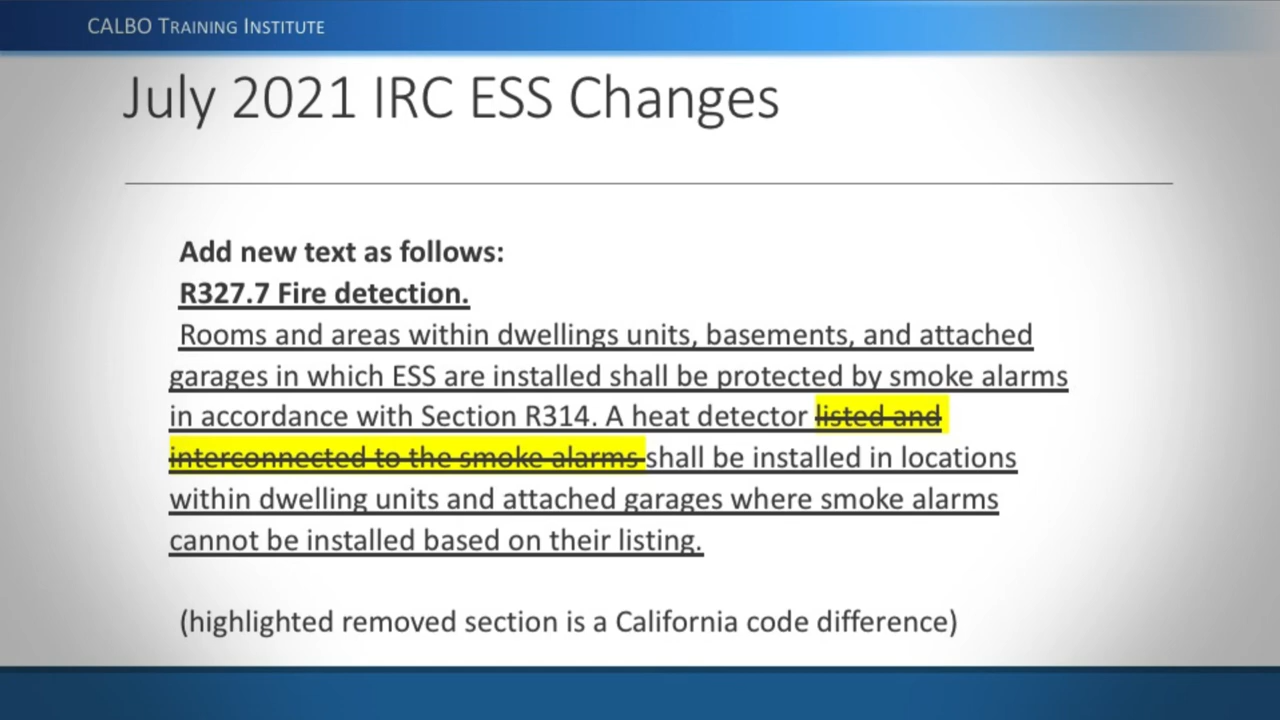 CALBO TRAINING INSTITUTE
July 2021 IRC ESS Changes
Add new text as follows:
R327.7 Fire detection.
Rooms and areas within dwellings units, basements, and attached
garages in which ESS are installed shall be protected by smoke alarms
in accordance with Section R314. A heat detector listed and
interconnected to the smoke alarms shall be installed in locations
within dwelling units and attached garages where smoke alarms
cannot be installed based on their listing.
(highlighted removed section is a California code difference)